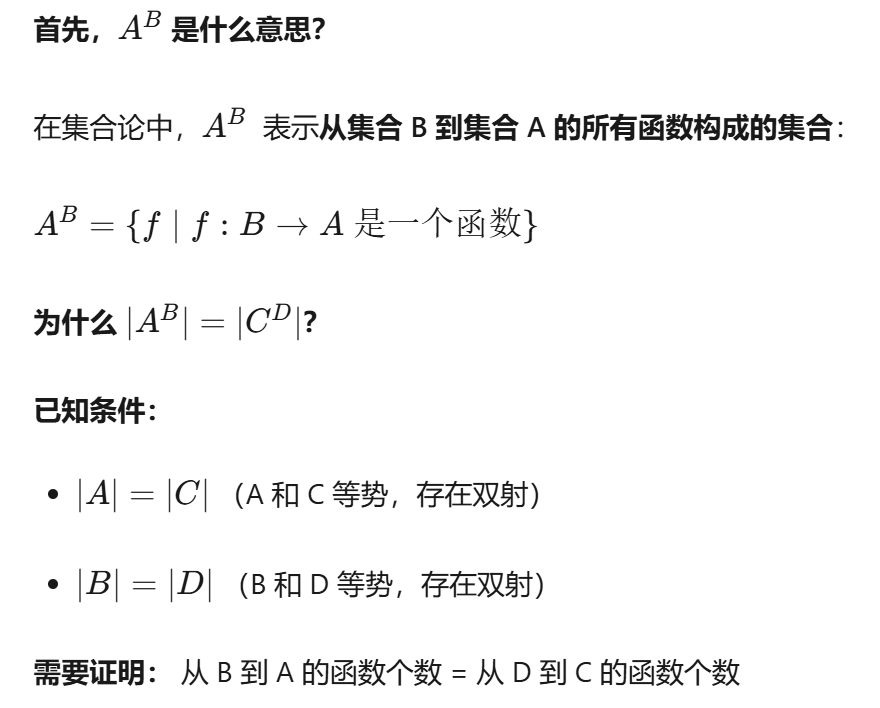 首先，A^B 是什么意思？
在集合论中，A^B 表示从集合 B 到集合 A 的所有函数构成的集合：
A^B = {f | f : B → A 是一个函数}
为什么 |A^B| = |C^D|？
已知条件：
• |A| = |C| （A 和 C 等势，存在双射）
• |B| = |D| （B 和 D 等势，存在双射）
需要证明： 从 B 到 A 的函数个数 = 从 D 到 C 的函数个数